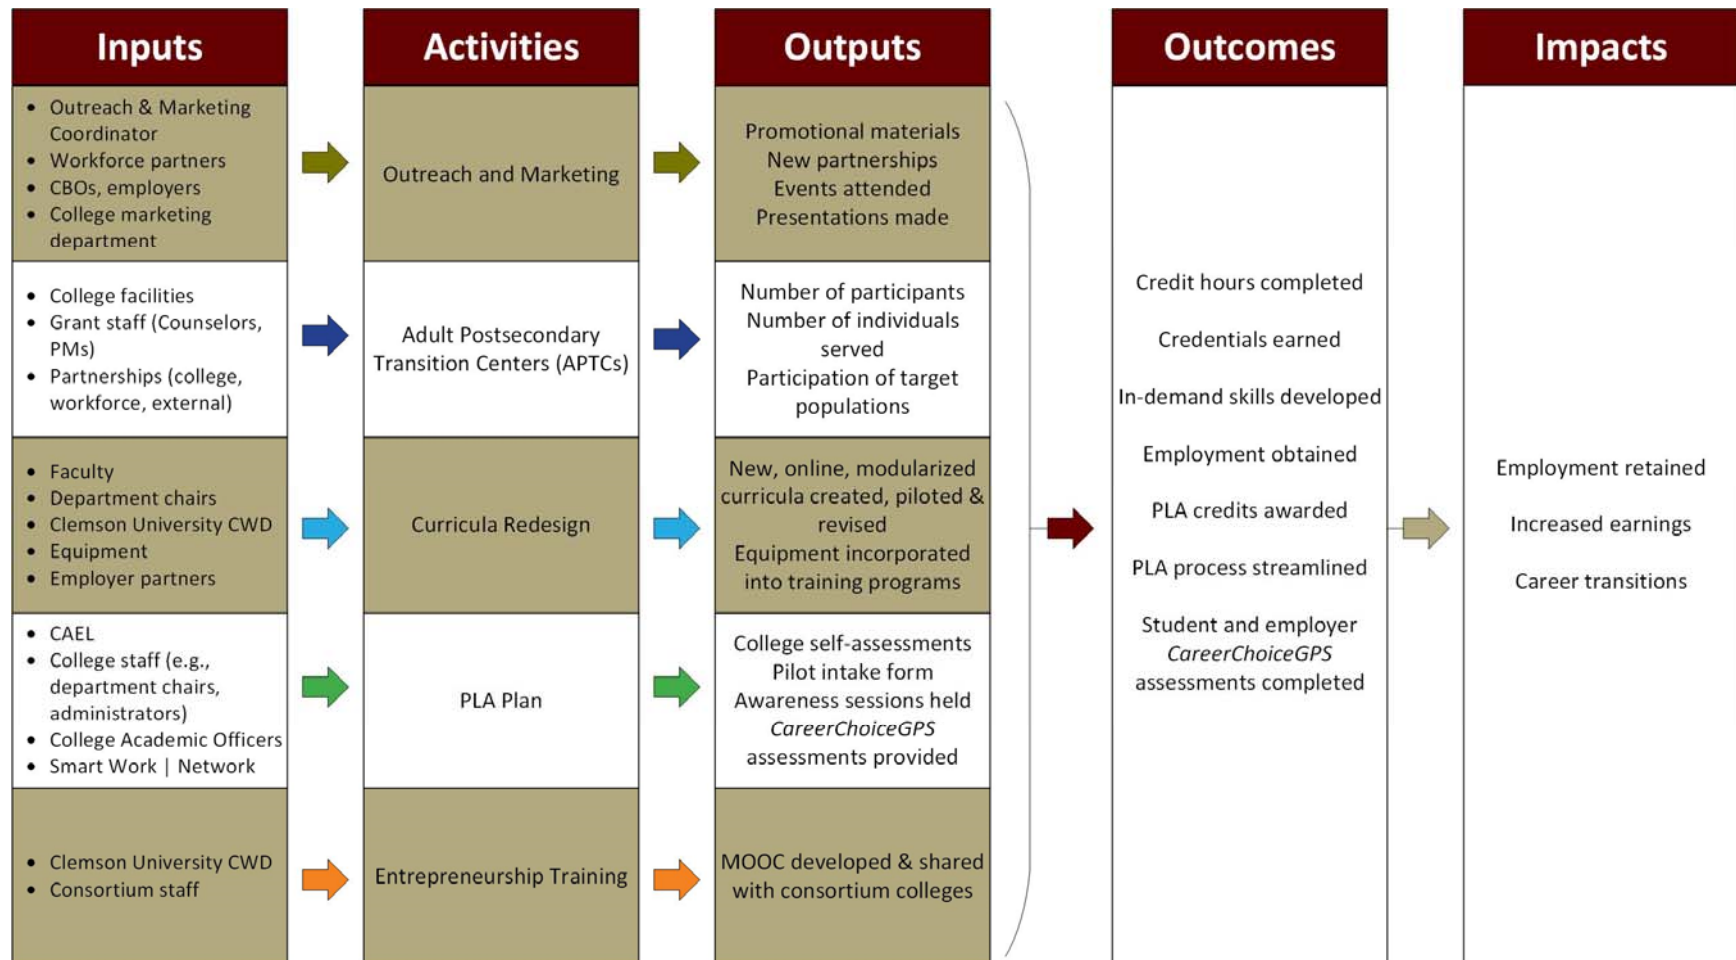 Inputs
Activities
Outputs
Outcomes
Impacts
• Outreach & Marketing
Coordinator
• Workforce partners
• CBOs, employers
• College marketing
department
Outreach and Marketing
Promotional materials
New partnerships
Events attended
Presentations made
• College facilities
• Grant staff (Counselors,
PMs)
• Partnerships (college,
workforce, external)
Adult Postsecondary
Transition Centers (APTCs)
Number of participants
Number of individuals
served
Participation of target
populations
• Faculty
• Department chairs
• Clemson University CWD
• Equipment
• Employer partners
Curricula Redesign
New, online, modularized
curricula created, piloted &
revised
Equipment incorporated
into training programs
• CAEL
• College staff (e.g.,
department chairs,
administrators)
• College Academic Officers
• Smart Work | Network
PLA Plan
College self-assessments
Pilot intake form
Awareness sessions held
CareerChoiceGPS
assessments provided
• Clemson University CWD
• Consortium staff
Entrepreneurship Training
MOOC developed & shared
with consortium colleges
Credit hours completed
Credentials earned
In-demand skills developed
Employment obtained
PLA credits awarded
PLA process streamlined
Student and employer
CareerChoiceGPS
assessments completed
Employment retained
Increased earnings
Career transitions